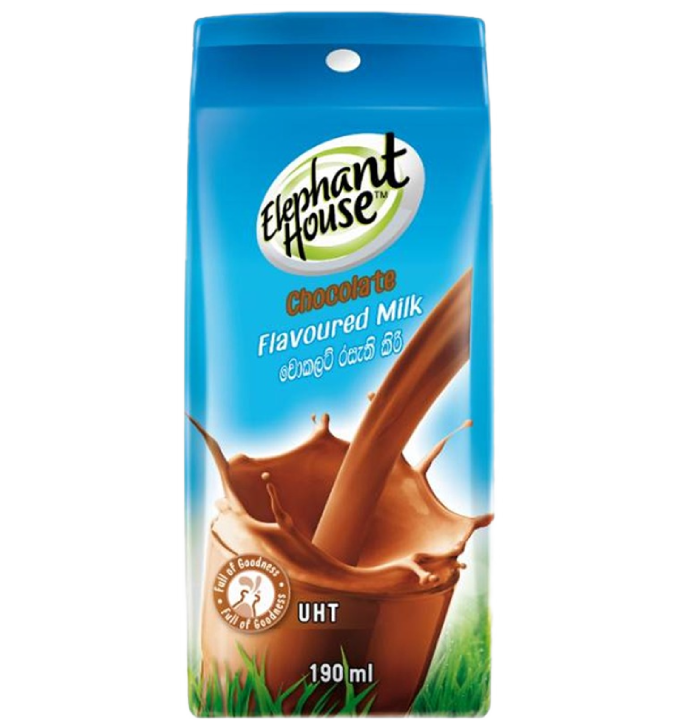 Elephant
House™
Chocolate
Flavoured Milk
චොකලට් රසැති කිරි
Full of Goodness
Full of Goodness
UHT
190 ml